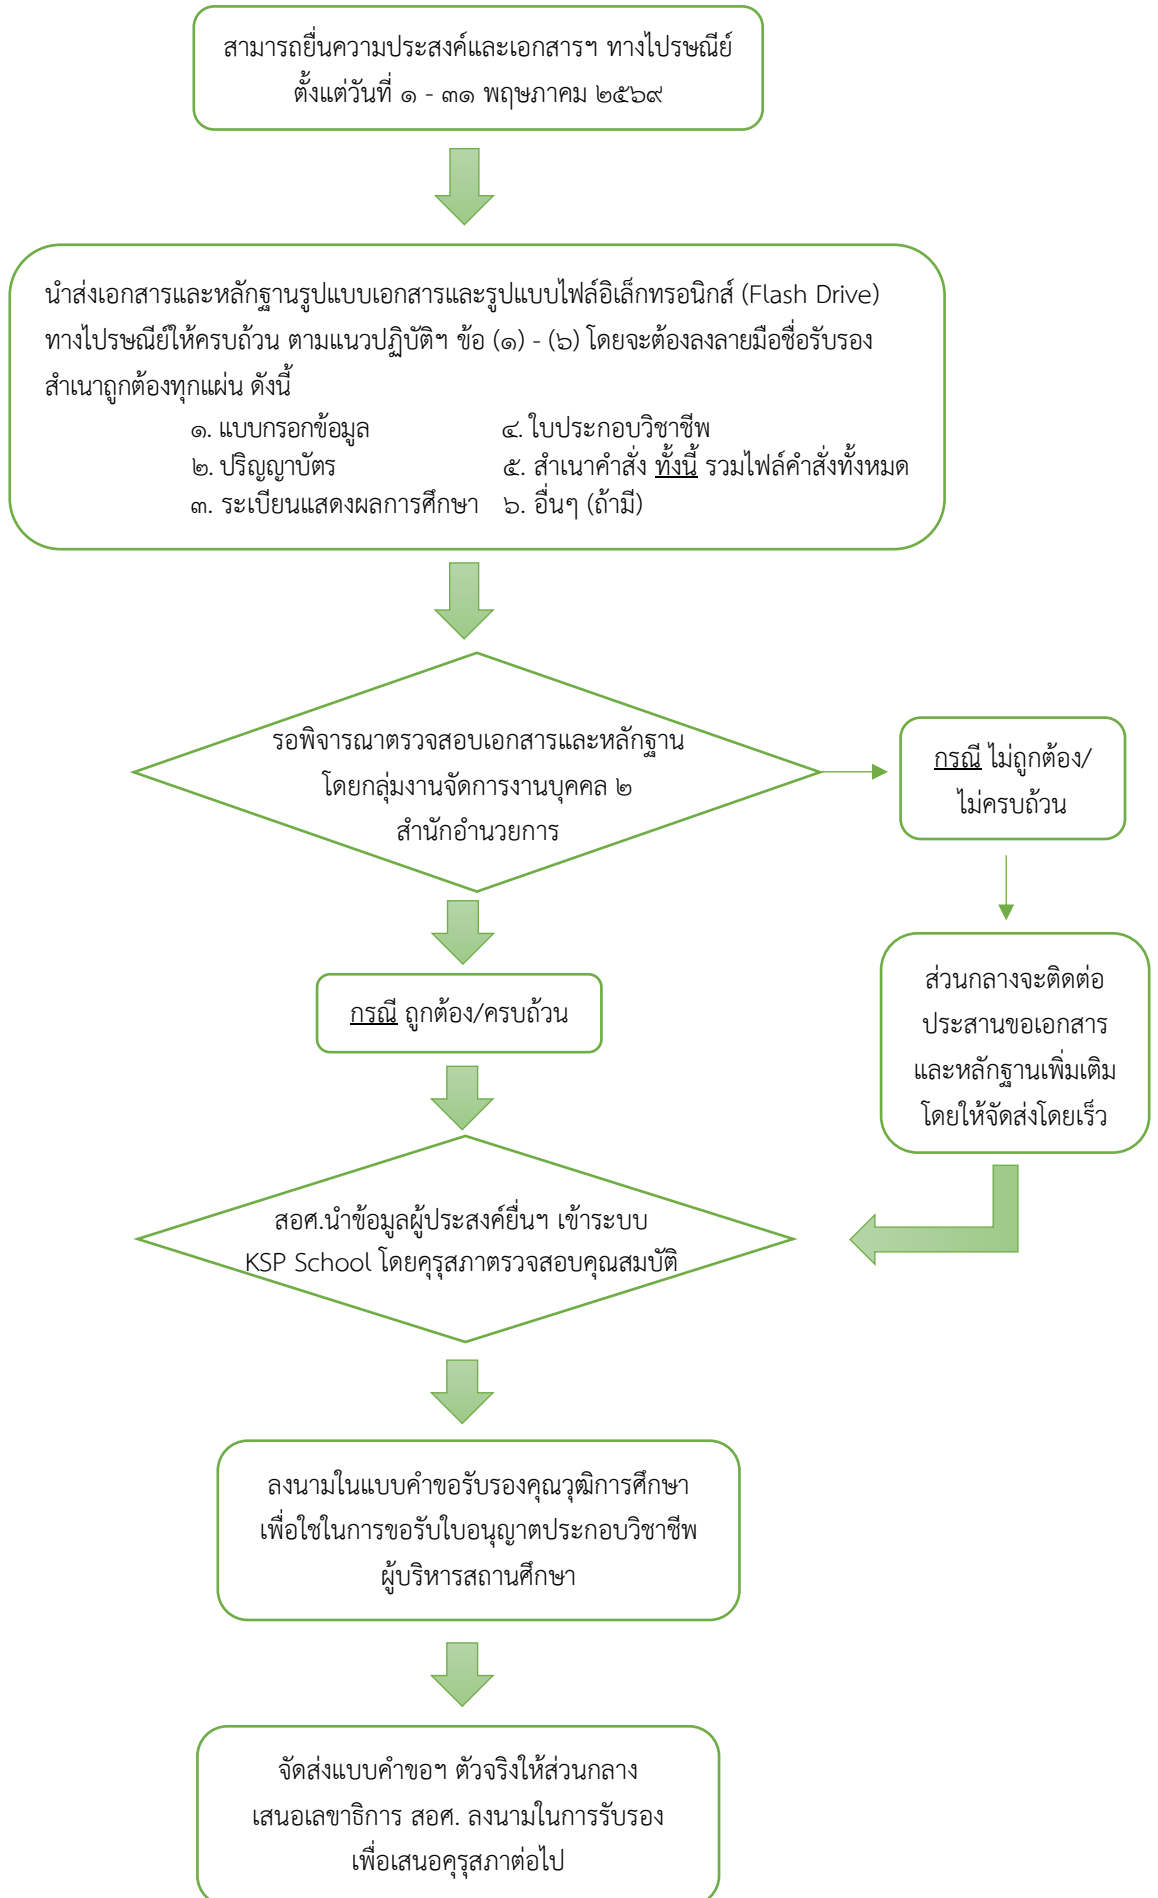 สามารถยื่นความประสงค์และเอกสารฯ ทางไปรษณีย์
ตั้งแต่วันที่ ๑ - ๓๑ พฤษภาคม ๒๕๖๙
นำส่งเอกสารและหลักฐานรูปแบบเอกสารและรูปแบบไฟล์อิเล็กทรอนิกส์ (Flash Drive)
ทางไปรษณีย์ให้ครบถ้วน ตามแนวปฏิบัติฯ ข้อ (๑) - (๖) โดยจะต้องลงลายมือชื่อรับรอง
สำเนาถูกต้องทุกแผ่น ดังนี้
๑. แบบกรอกข้อมูล ๔. ใบประกอบวิชาชีพ
๒. ปริญญาบัตร ๕. สำเนาคำสั่ง ทั้งนี้ รวมไฟล์คำสั่งทั้งหมด
๓. ระเบียนแสดงผลการศึกษา ๖. อื่นๆ (ถ้ามี)
รอพิจารณาตรวจสอบเอกสารและหลักฐาน
โดยกลุ่มงานจัดการงานบุคคล ๒
สำนักอำนวยการ
กรณี ไม่ถูกต้อง/
ไม่ครบถ้วน
ส่วนกลางจะติดต่อ
ประสานขอเอกสาร
และหลักฐานเพิ่มเติม
โดยให้จัดส่งโดยเร็ว
กรณี ถูกต้อง/ครบถ้วน
สอศ.นำข้อมูลผู้ประสงค์ยื่นฯ เข้าระบบ
KSP School โดยคุรุสภาตรวจสอบคุณสมบัติ
ลงนามในแบบคำขอรับรองคุณวุฒิการศึกษา
เพื่อใช้ในการขอรับใบอนุญาตประกอบวิชาชีพ
ผู้บริหารสถานศึกษา
จัดส่งแบบคำขอฯ ตัวจริงให้ส่วนกลาง
เสนอเลขาธิการ สอศ. ลงนามในการรับรอง
เพื่อเสนอคุรุสภาต่อไป